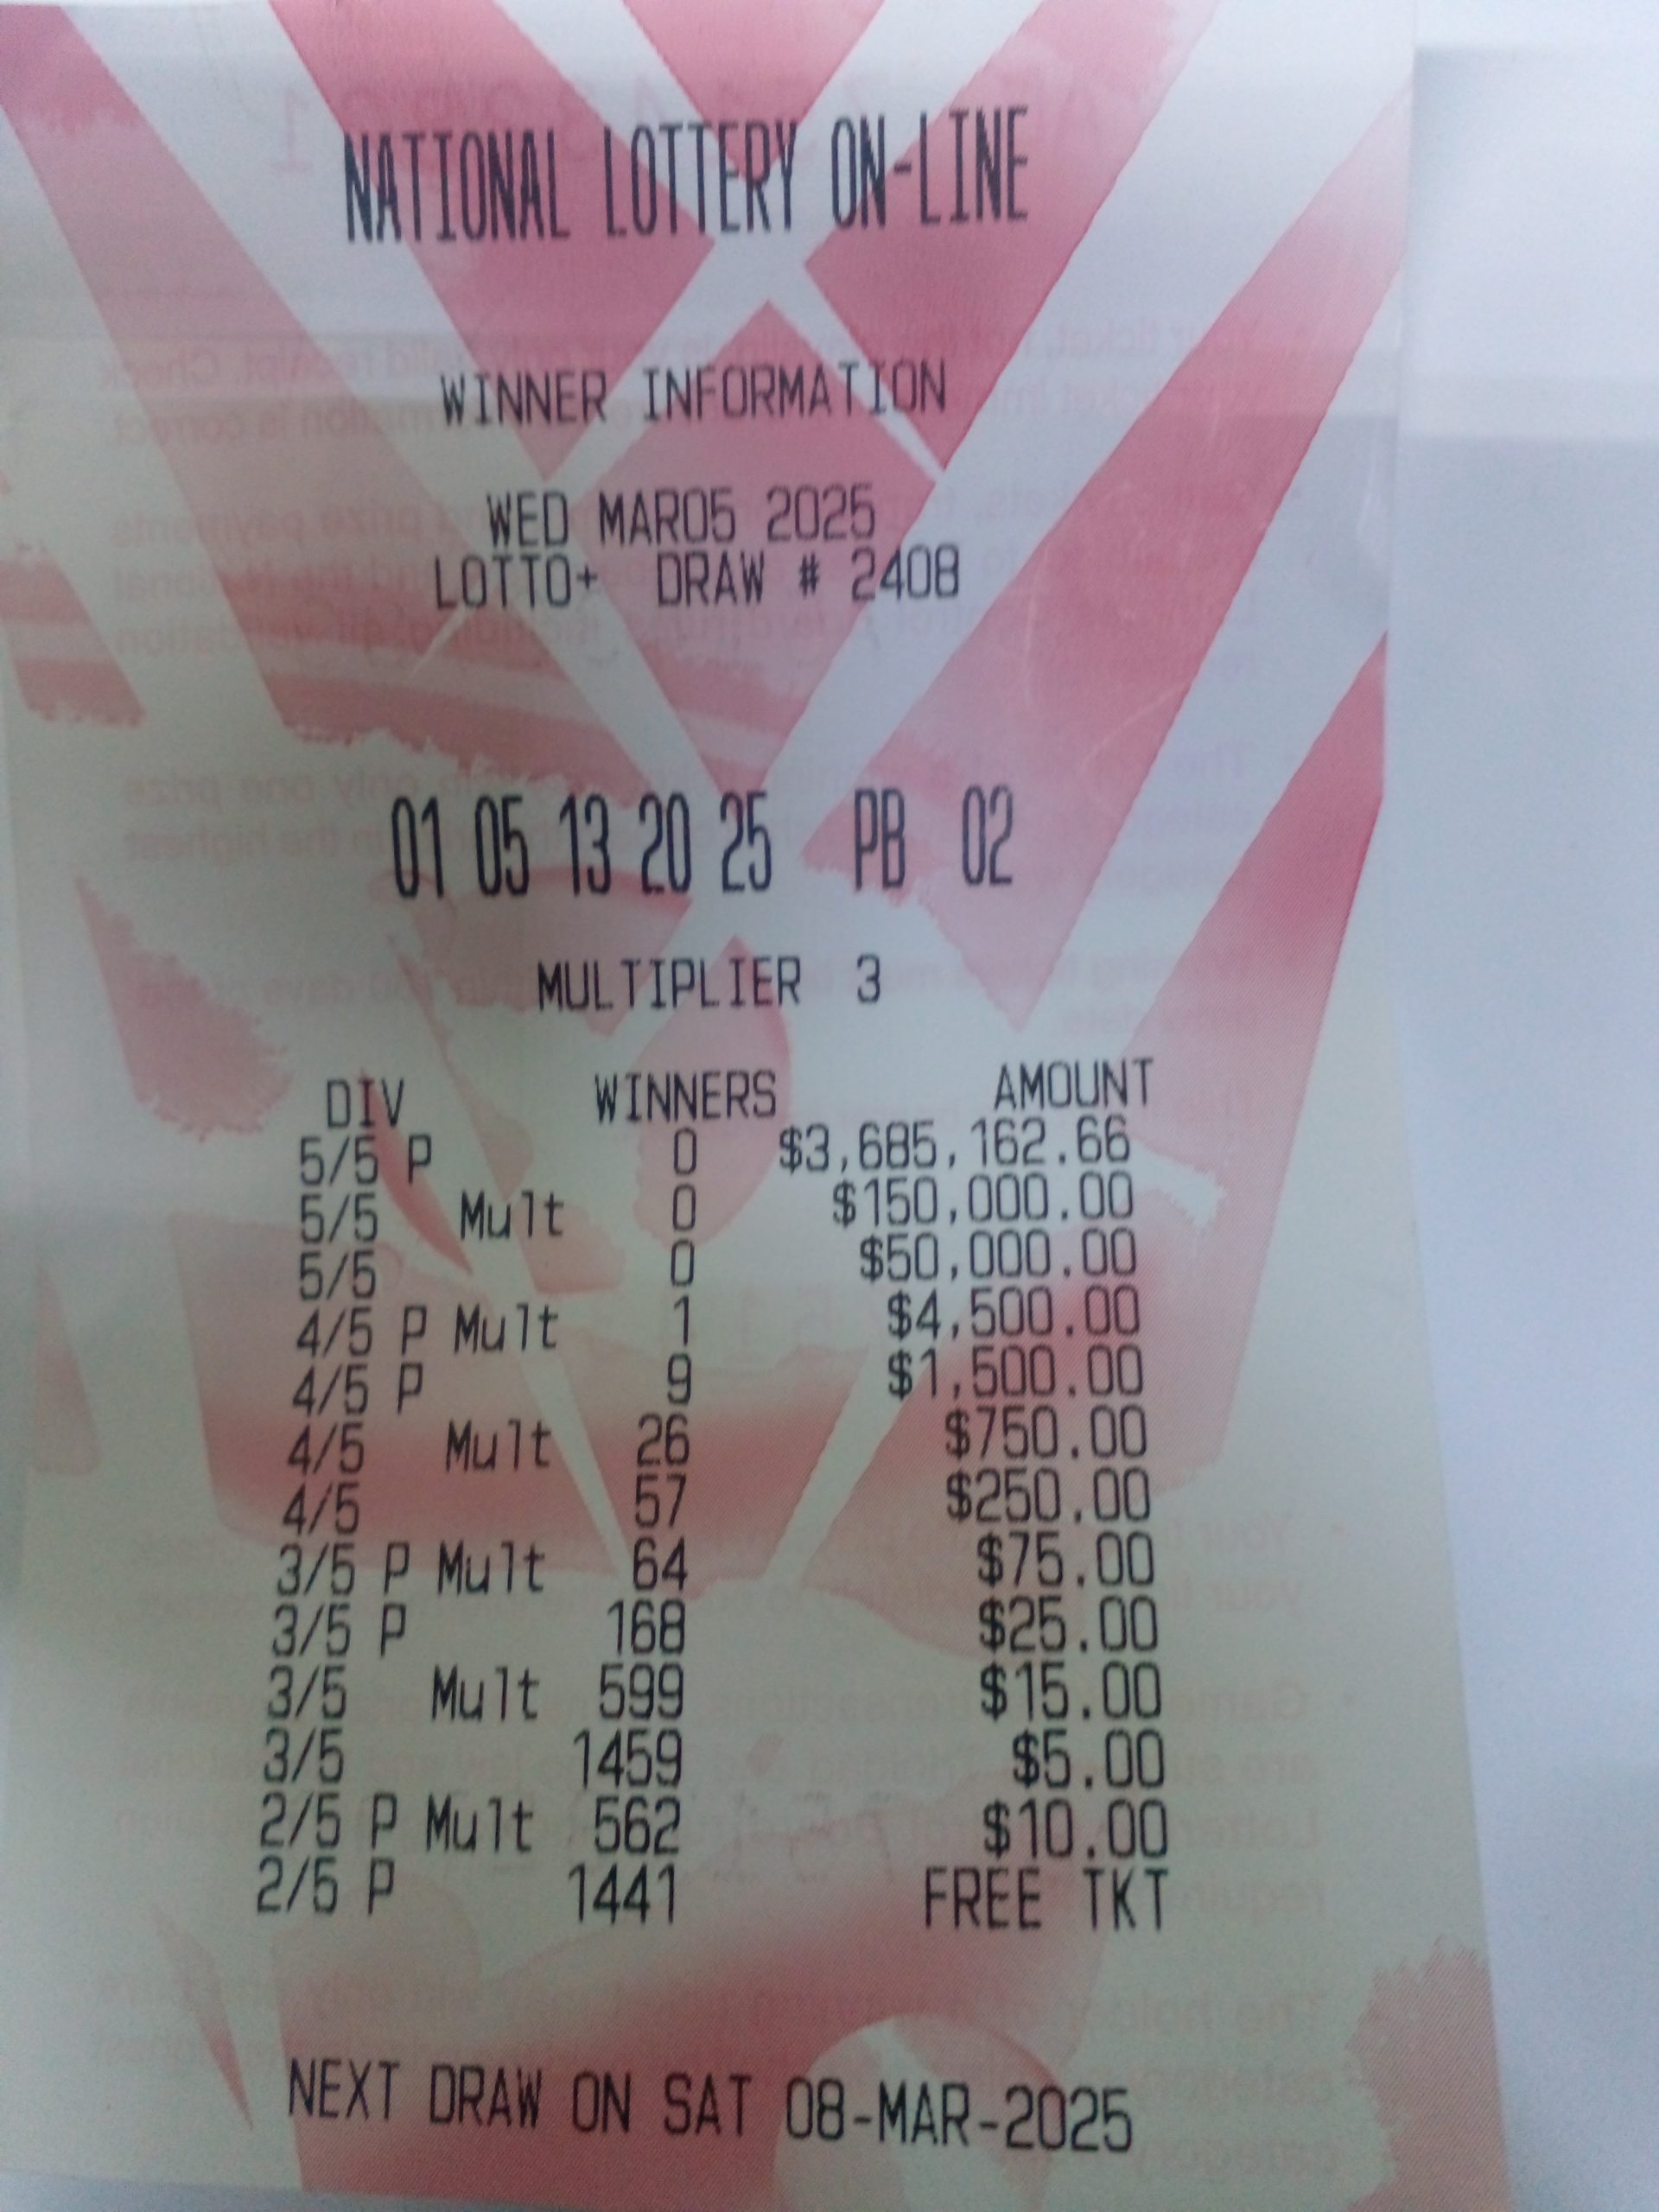 NATIONAL LOTTERY ON-LINE
WINNER INFORMATION
WED MAR05 2025
LOTTO+ DRAW # 2408
01 05 13 20 25 PB 02
MULTIPLIER 3
DIV WINNERS AMOUNT
5/5 P 0 $3,685,162.66
5/5 Mult 0 $150,000.00
5/5 0 $50,000.00
4/5 P Mult 1 $4,500.00
4/5 P 9 $1,500.00
4/5 Mult 26 $750.00
4/5 57 $250.00
3/5 P Mult 64 $75.00
3/5 P 168 $25.00
3/5 Mult 599 $15.00
3/5 1459 $5.00
2/5 P Mult 562 $10.00
2/5 P 1441 FREE TKT
NEXT DRAW ON SAT 08-MAR-2025